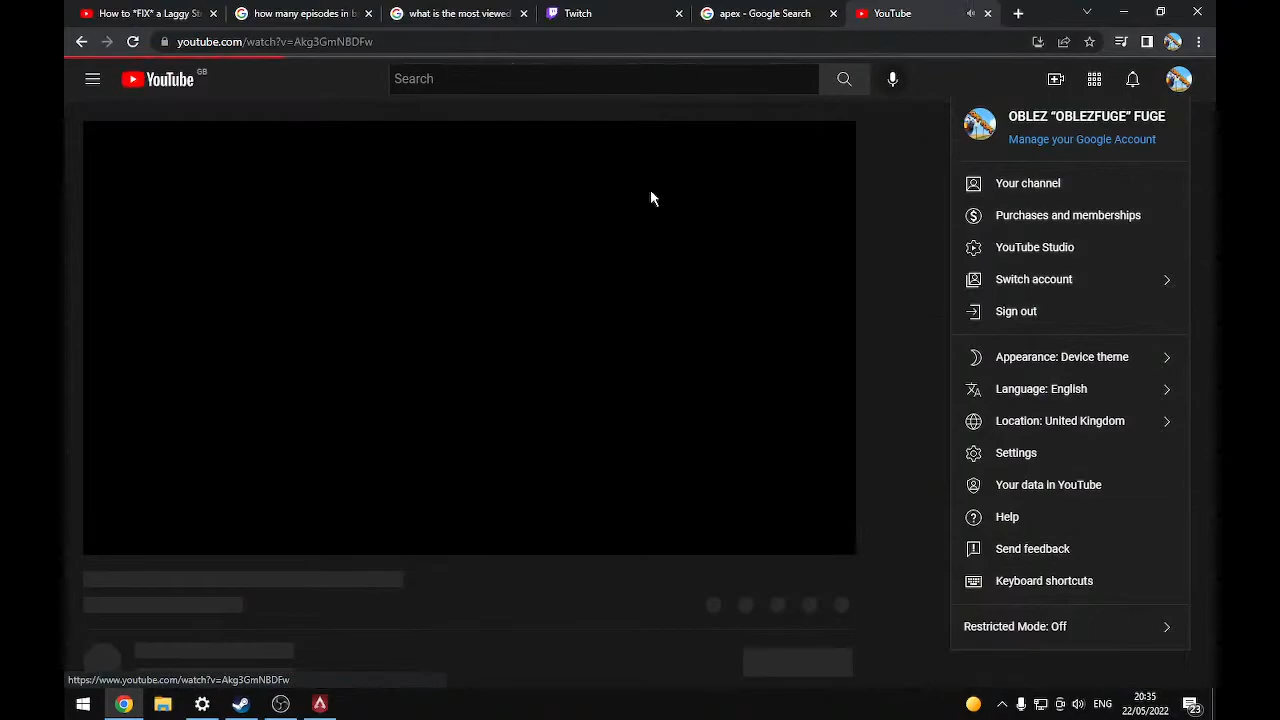 How to *FIX* a Laggy St
how many episodes in b
what is the most viewed
Twitch
apex - Google Search
YouTube
youtube.com/watch?v=Akg3GmNBDFw
YouTube GB
Search
OBLEZ “OBLEZFUGE” FUGE
Manage your Google Account
Your channel
Purchases and memberships
YouTube Studio
Switch account
Sign out
Appearance: Device theme
Language: English
Location: United Kingdom
Settings
Your data in YouTube
Help
Send feedback
Keyboard shortcuts
Restricted Mode: Off
https://www.youtube.com/watch?v=Akg3GmNBDFw
ENG
20:35
22/05/2022
23